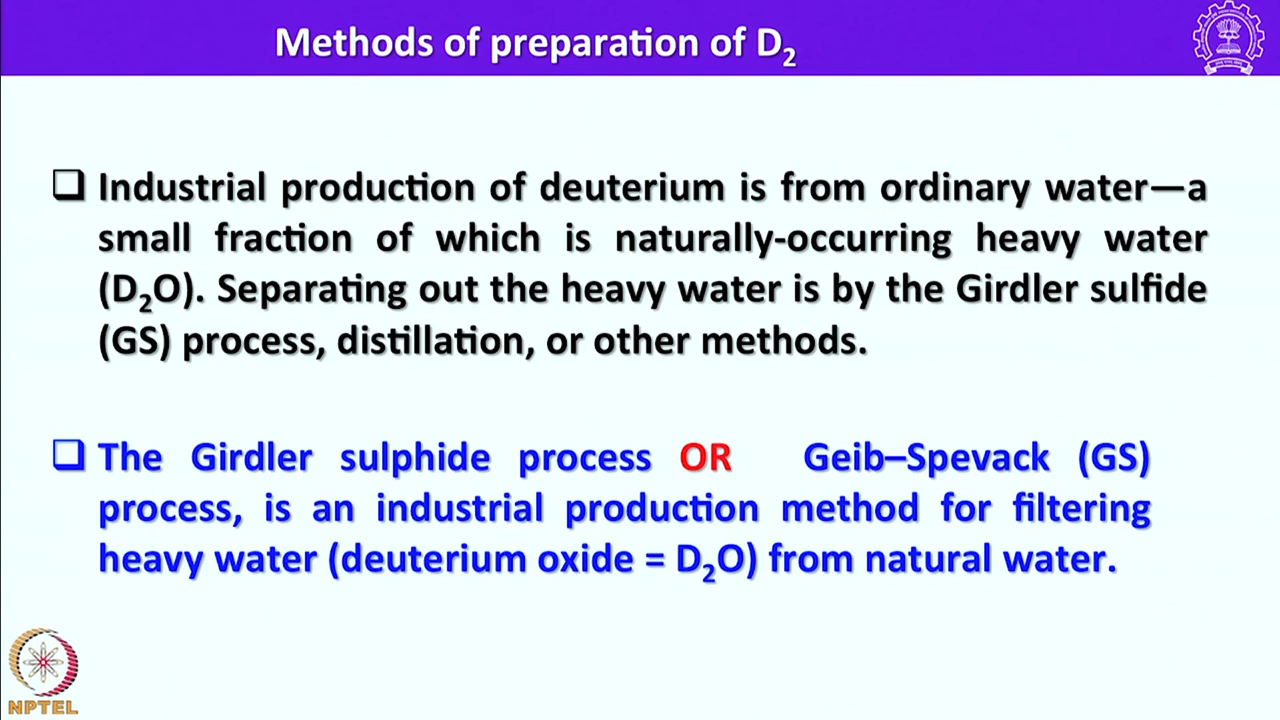 Methods of preparation of D₂
❑ Industrial production of deuterium is from ordinary water—a
small fraction of which is naturally-occurring heavy water
(D₂O). Separating out the heavy water is by the Girdler sulfide
(GS) process, distillation, or other methods.
❑ The Girdler sulphide process OR Geib–Spevack (GS)
process, is an industrial production method for filtering
heavy water (deuterium oxide = D₂O) from natural water.
NPTEL